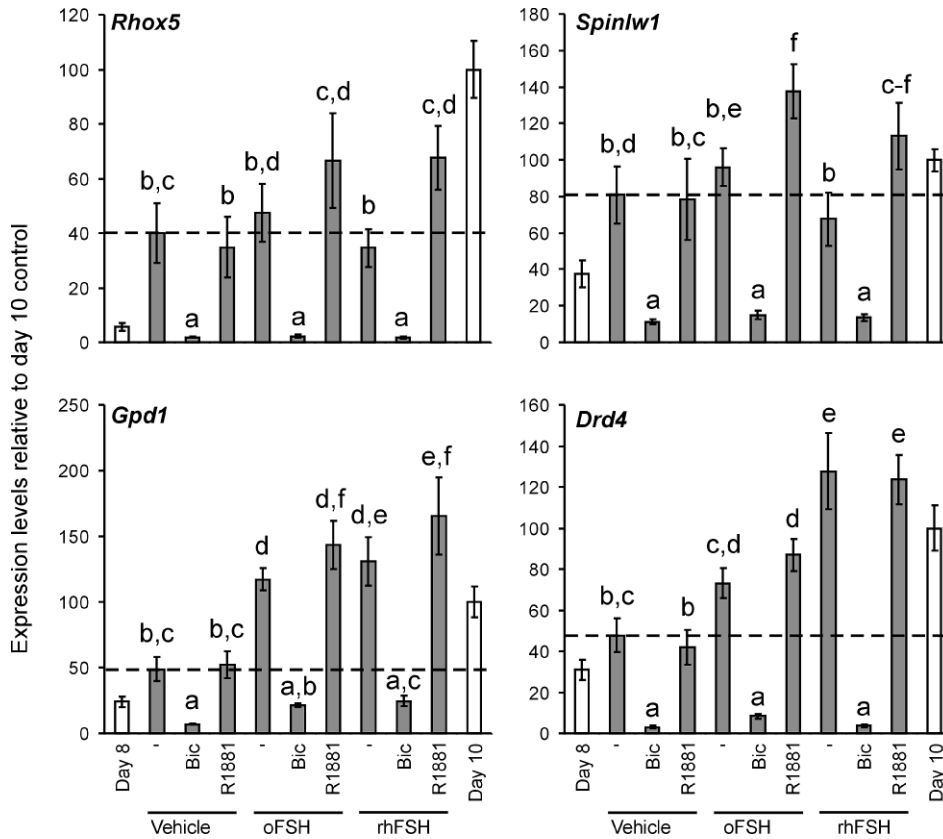 Expression levels relative to day 10 control
Rhox5
120
100
80
60
40
20
0
b,c
a
b
b,d
a
c,d
b
a
c,d
Spinlw1
180
160
140
120
100
80
60
40
20
0
b,d
a
b,c
b,e
a
f
b
a
c-f
Gpd1
250
200
150
100
50
0
b,c
a
b,c
d
a,b
d,f
d,e
a,c
e,f
Drd4
160
140
120
100
80
60
40
20
0
b,c
a
b
c,d
a
d
e
a
e
Day 8
-
Bic
R1881
-
Bic
R1881
-
Bic
R1881
Day 10
Vehicle
oFSH
rhFSH
Day 8
-
Bic
R1881
-
Bic
R1881
-
Bic
R1881
Day 10
Vehicle
oFSH
rhFSH